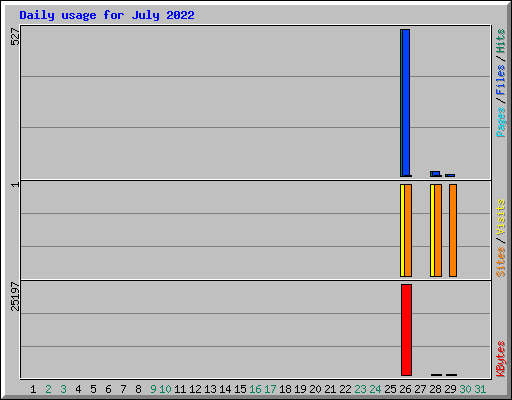 Daily usage for July 2022
527
1
25197
Pages/Files/Hits
Sites/Visits
KBytes
1 2 3 4 5 6 7 8 9 10 11 12 13 14 15 16 17 18 19 20 21 22 23 24 25 26 27 28 29 30 31